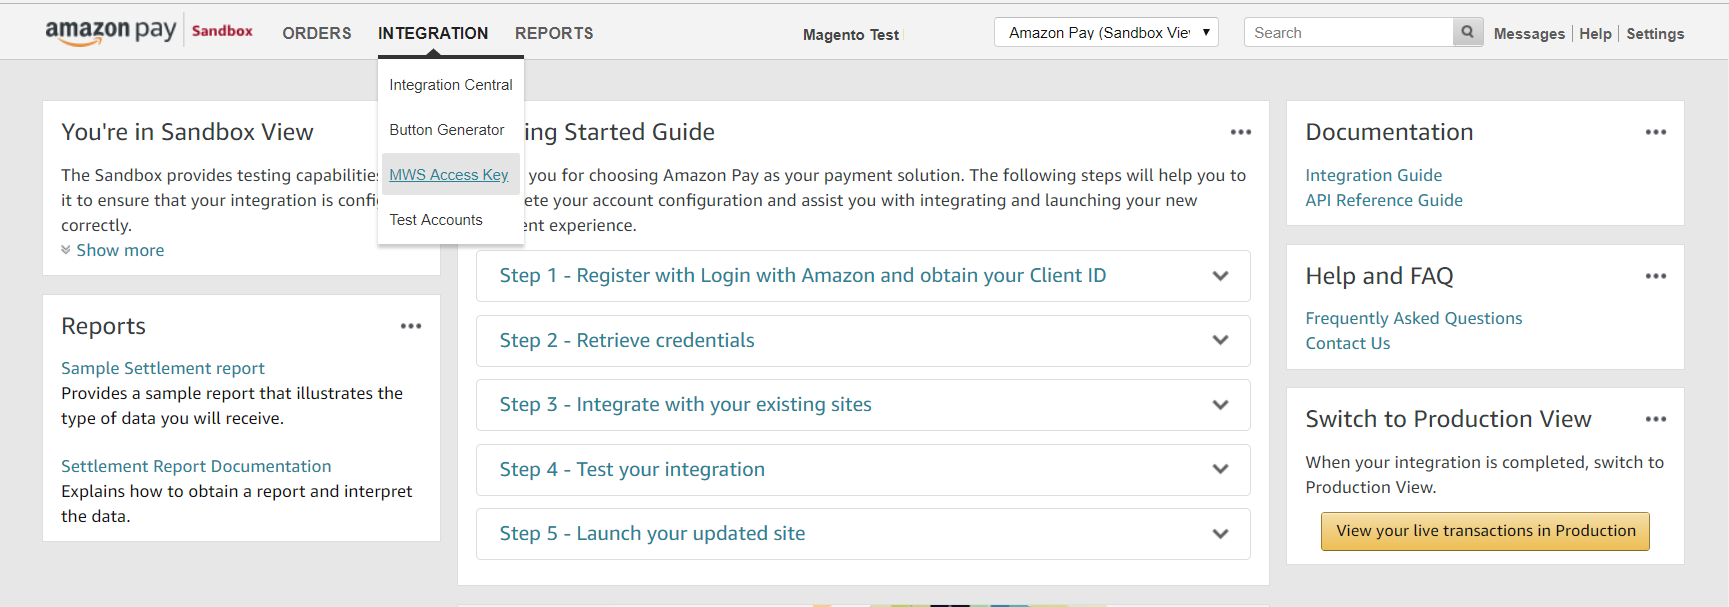 amazon pay Sandbox ORDERS INTEGRATION REPORTS Magento Test Amazon Pay (Sandbox Vie Search Messages Help Settings
Integration Central
Button Generator
MWS Access Key
Test Accounts
You're in Sandbox View
The Sandbox provides testing capabilities
it to ensure that your integration is confi
correctly.
Show more
Reports
Sample Settlement report
Provides a sample report that illustrates the
type of data you will receive.
Settlement Report Documentation
Explains how to obtain a report and interpret
the data.
ing Started Guide
you for choosing Amazon Pay as your payment solution. The following steps will help you to
ete your account configuration and assist you with integrating and launching your new
nt experience.
Step 1 - Register with Login with Amazon and obtain your Client ID
Step 2 - Retrieve credentials
Step 3 - Integrate with your existing sites
Step 4 - Test your integration
Step 5 - Launch your updated site
Documentation
Integration Guide
API Reference Guide
Help and FAQ
Frequently Asked Questions
Contact Us
Switch to Production View
When your integration is completed, switch to
Production View.
View your live transactions in Production